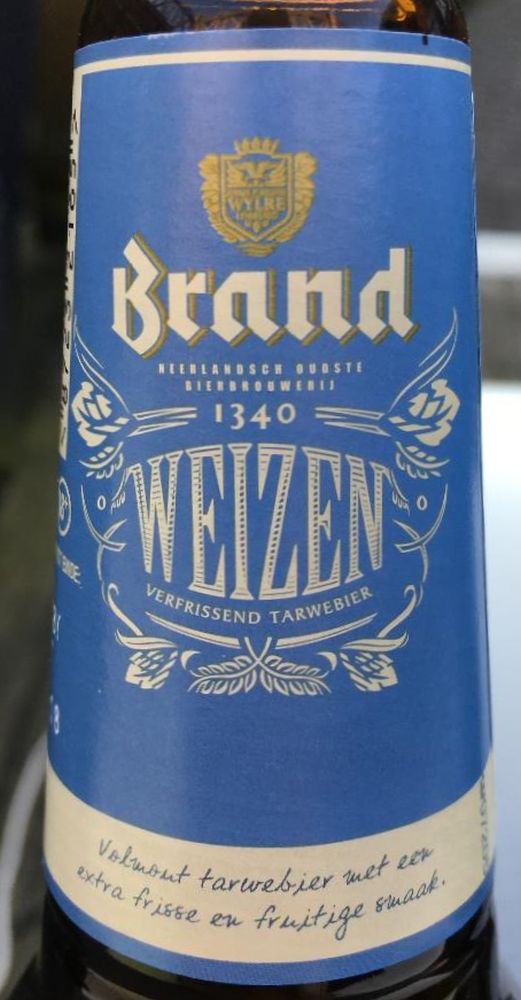 WYLRE
Brand
NEERLANDSCH OUDSTE
BIERBROUWERIJ
1340
WEIZEN
VERFRISSEND TARWEBIER
Volmout tarwebier met een
extra frisse en fruitige smaak.